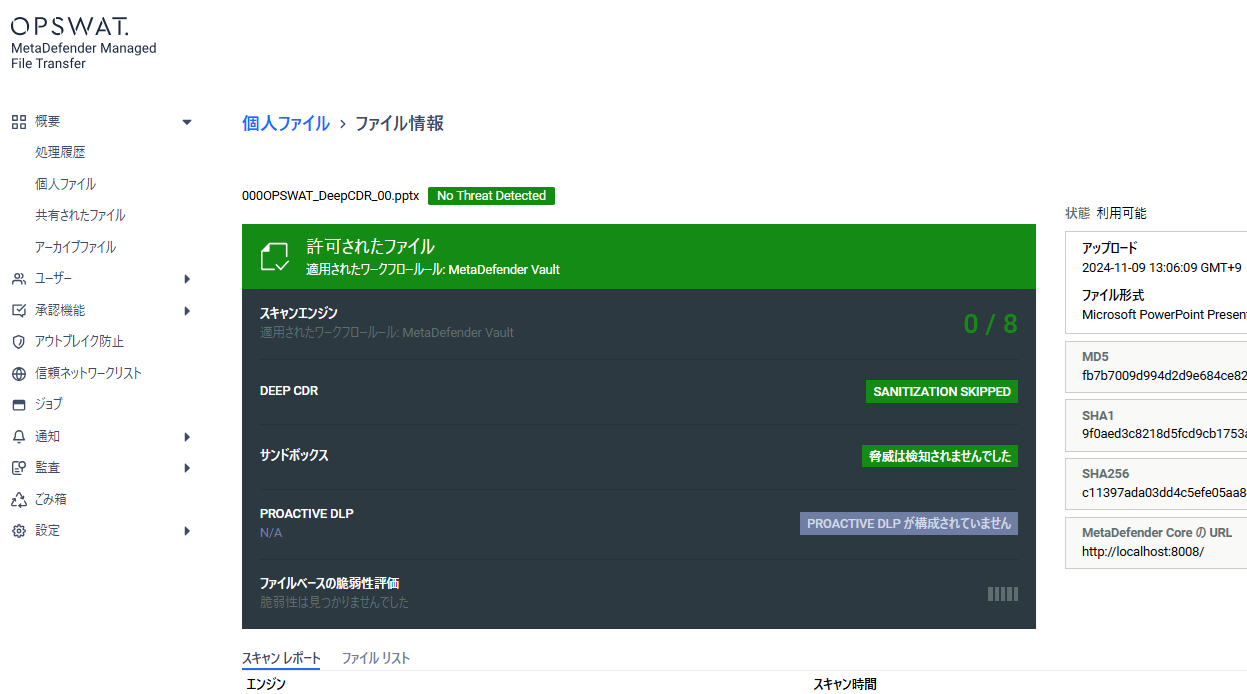 OPSWAT.
MetaDefender Managed
File Transfer
概要
処理履歴
個人ファイル
共有されたファイル
アーカイブファイル
ユーザー
承認機能
アウトブレイク防止
信頼ネットワークリスト
ジョブ
通知
監査
ごみ箱
設定
個人ファイル > ファイル情報
000OPSWAT_DeepCDR_00.pptx No Threat Detected
許可されたファイル
適用されたワークフロールール: MetaDefender Vault
スキャンエンジン
適用されたワークフロールール: MetaDefender Vault
0 / 8
DEEP CDR
SANITIZATION SKIPPED
サンドボックス
脅威は検知されませんでした
PROACTIVE DLP
N/A
PROACTIVE DLP が構成されていません
ファイルベースの脆弱性評価
脆弱性は見つかりませんでした
スキャンレポート ファイルリスト
エンジン スキャン時間
状態 利用可能
アップロード
2024-11-09 13:06:09 GMT+9
ファイル形式
Microsoft PowerPoint Present
MD5
fb7b7009d994d2d9e684ce82
SHA1
9f0aed3c8218d5fcd9cb1753a
SHA256
c11397ada03dd4c5efe05aa8
MetaDefender Core の URL
http://localhost:8008/